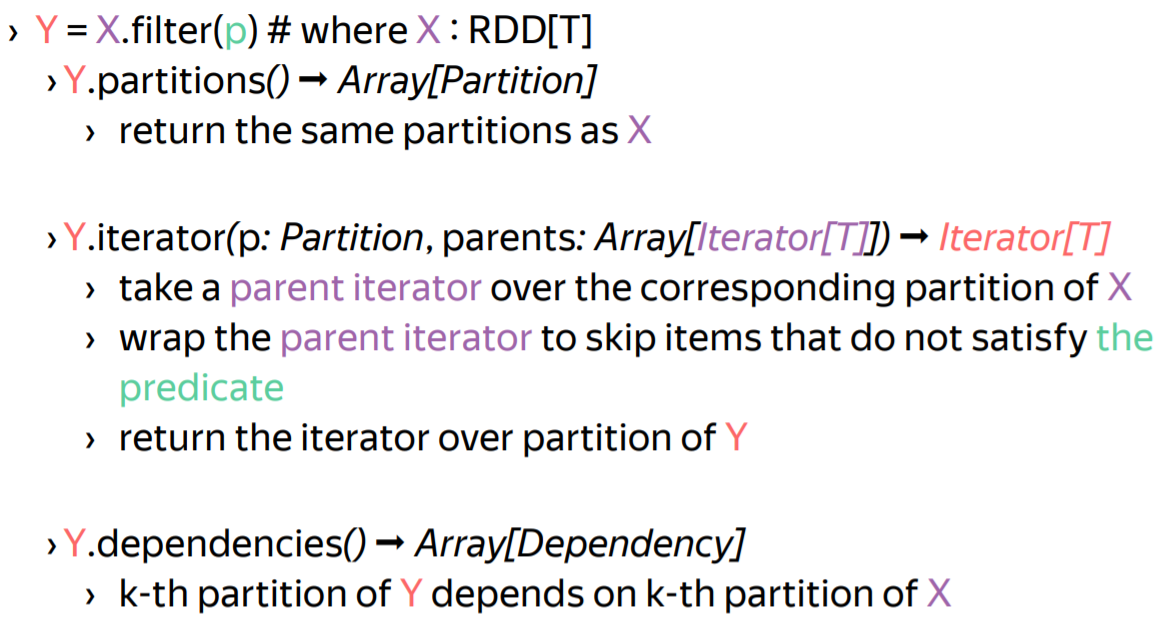 › Y = X.filter(p) # where X : RDD[T]
› Y.partitions() ➞ Array[Partition]
› return the same partitions as X
› Y.iterator(p: Partition, parents: Array[Iterator[T]]) ➞ Iterator[T]
› take a parent iterator over the corresponding partition of X
› wrap the parent iterator to skip items that do not satisfy the
predicate
› return the iterator over partition of Y
› Y.dependencies() ➞ Array[Dependency]
› k-th partition of Y depends on k-th partition of X